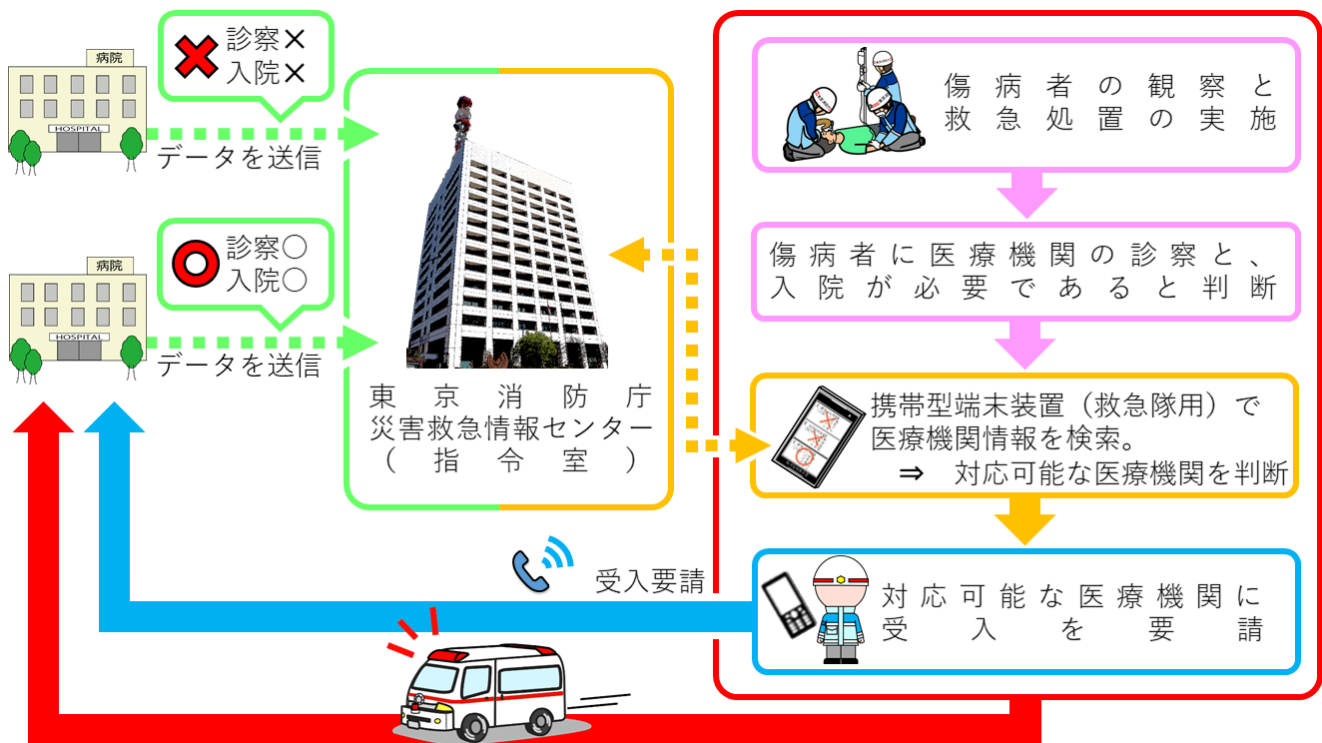 病院
HOSPITAL
診察×
入院×
データを送信
病院
HOSPITAL
診察○
入院○
データを送信
東京消防庁
災害救急情報センター
(指令室)
傷病者の観察と
救急処置の実施
傷病者に医療機関の診察と、
入院が必要であると判断
携帯型端末装置（救急隊用）で
医療機関情報を検索。
⇒ 対応可能な医療機関を判断
対応可能な医療機関に
受入を要請
受入要請